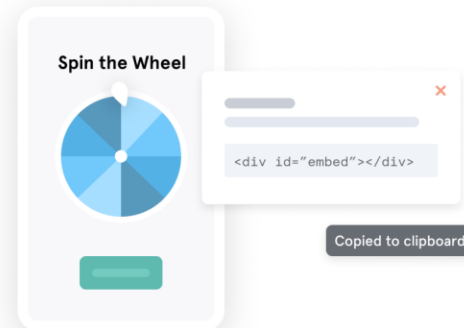 Spin the Wheel
<div id=”embed”></div>
Copied to clipboard